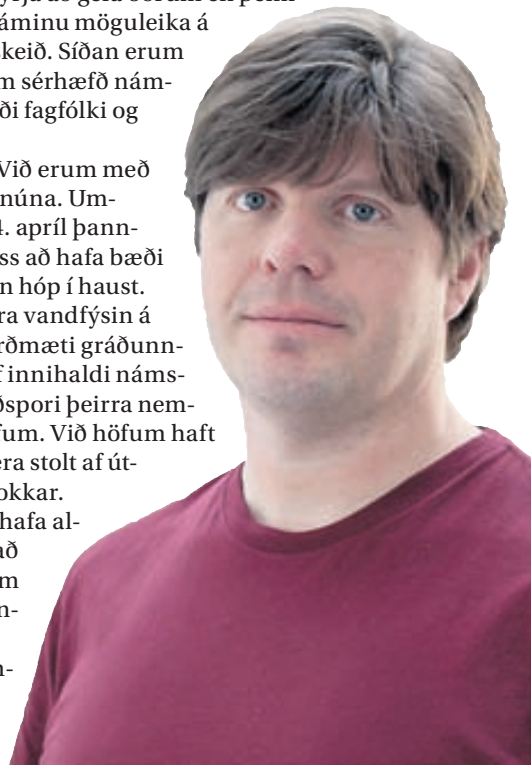 áminu möguleika á
skeið. Síðan erum
m sérhæfð nám-
ði fagfólki og
Við erum með
núna. Um-
4. apríl þann-
ss að hafa bæði
n hóp í haust.
ra vandfýsin á
rðmæti gráðunn-
f innihaldi náms-
ðspori þeirra nem-
fum. Við höfum haft
era stolt af út-
okkar.
hafa al-
að
m
n-
n-